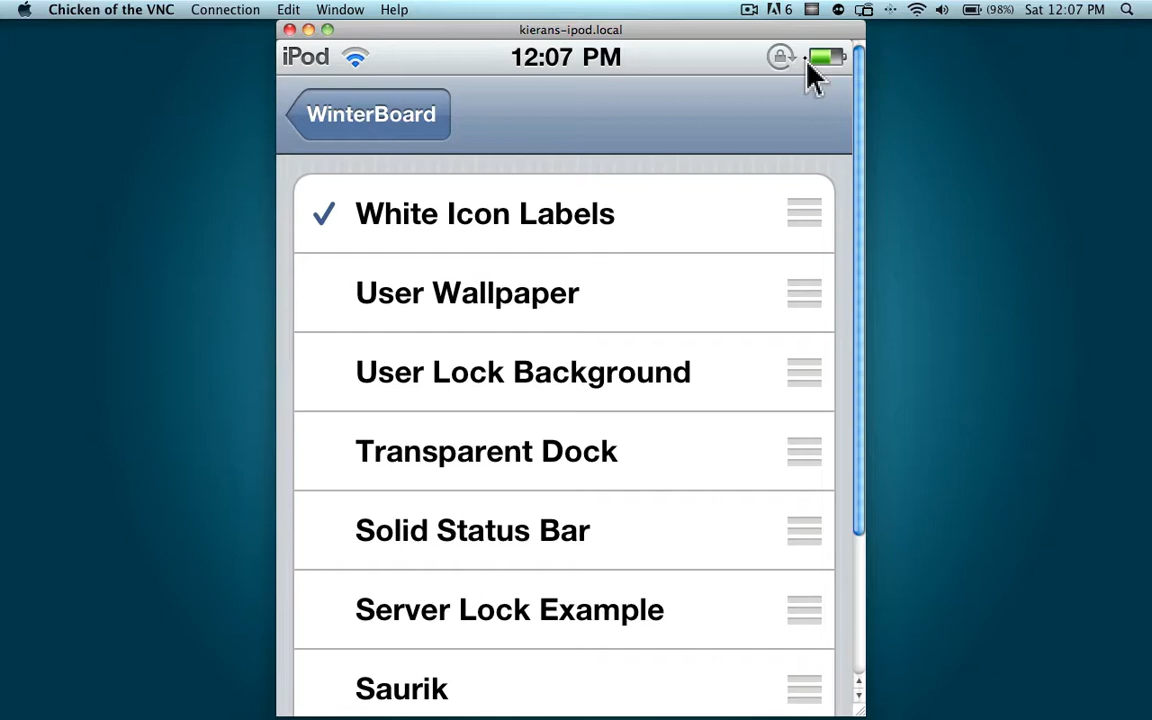 Chicken of the VNC Connection Edit Window Help 6 (98%) Sat 12:07 PM
kierans-ipod.local
iPod 12:07 PM
WinterBoard
White Icon Labels
User Wallpaper
User Lock Background
Transparent Dock
Solid Status Bar
Server Lock Example
Saurik